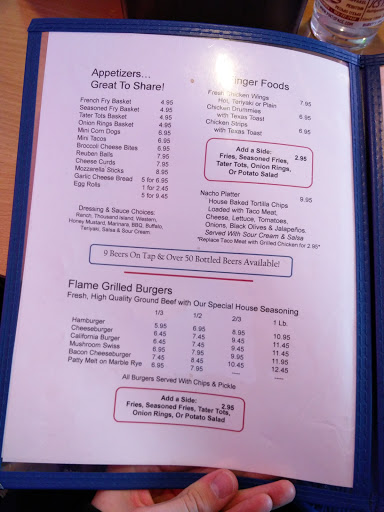 Appetizers...
Great To Share!
French Fry Basket 4.95
Seasoned Fry Basket 4.95
Tater Tots Basket 4.95
Onion Rings Basket 4.95
Mini Corn Dogs 6.95
Mini Tacos 6.95
Broccoli Cheese Bites 6.95
Reuben Balls 7.95
Cheese Curds 7.95
Mozzarella Sticks 8.95
Garlic Cheese Bread 5 for 6.95
Egg Rolls 1 for 2.45
5 for 9.45
Dressing & Sauce Choices:
Ranch, Thousand Island, Western,
Honey Mustard, Marinara, BBQ, Buffalo,
Teriyaki, Salsa & Sour Cream.
Finger Foods
Fresh Chicken Wings 7.95
Hot, Teriyaki or Plain
Chicken Drummies
with Texas Toast 6.95
Chicken Strips
with Texas Toast 6.95
Add a Side: 2.95
Fries, Seasoned Fries,
Tater Tots, Onion Rings,
Or Potato Salad
Nacho Platter 9.95
House Baked Tortilla Chips
Loaded with Taco Meat,
Cheese, Lettuce, Tomatoes,
Onions, Black Olives & Jalapeños.
Served With Sour Cream & Salsa
*Replace Taco Meat with Grilled Chicken for 2.95*
9 Beers On Tap & Over 50 Bottled Beers Available!
Flame Grilled Burgers
Fresh, High Quality Ground Beef with Our Special House Seasoning
1/3 1/2 2/3 1 Lb.
Hamburger 5.95 6.95 8.95 10.95
Cheeseburger 6.45 7.45 9.45 11.45
California Burger 6.95 7.95 9.95 11.95
Mushroom Swiss 6.45 7.45 9.45 11.45
Bacon Cheeseburger 7.45 8.45 10.45 12.45
Patty Melt on Marble Rye 6.95 7.95 — —
All Burgers Served With Chips & Pickle
Add a Side: 2.95
Fries, Seasoned Fries, Tater Tots,
Onion Rings, Or Potato Salad